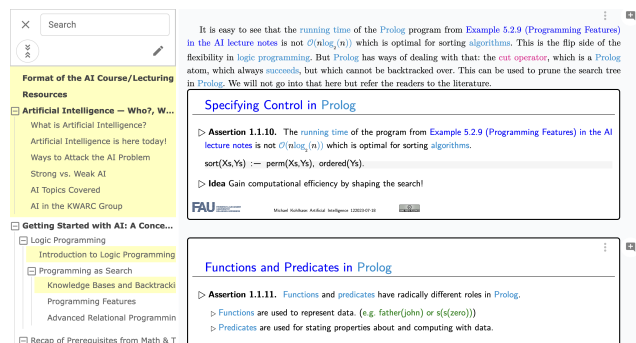 Search
Format of the AI Course/Lecturing
Resources
Artificial Intelligence — Who?, W...
What is Artificial Intelligence?
Artificial Intelligence is here today!
Ways to Attack the AI Problem
Strong vs. Weak AI
AI Topics Covered
AI in the KWARC Group
Getting Started with AI: A Conce...
Logic Programming
Introduction to Logic Programming
Programming as Search
Knowledge Bases and Backtracki
Programming Features
Advanced Relational Programmin
Recap of Prerequisites from Math & T
It is easy to see that the running time of the Prolog program from Example 5.2.9 (Programming Features)
in the AI lecture notes is not O(nlog₂(n)) which is optimal for sorting algorithms. This is the flip side of the
flexibility in logic programming. But Prolog has ways of dealing with that: the cut operator, which is a Prolog
atom, which always succeeds, but which cannot be backtracked over. This can be used to prune the search tree
in Prolog. We will not go into that here but refer the readers to the literature.
Specifying Control in Prolog
▷ Assertion 1.1.10. The running time of the program from Example 5.2.9 (Programming Features) in the AI
lecture notes is not O(nlog₂(n)) which is optimal for sorting algorithms.
sort(Xs,Ys) :— perm(Xs,Ys), ordered(Ys).
▷ Idea Gain computational efficiency by shaping the search!
FAU
Michael Kohlhase: Artificial Intelligence 1 2 2023-07-18
Functions and Predicates in Prolog
▷ Assertion 1.1.11. Functions and predicates have radically different roles in Prolog.
▷ Functions are used to represent data. (e.g. father(john) or s(s(zero)))
▷ Predicates are used for stating properties about and computing with data.